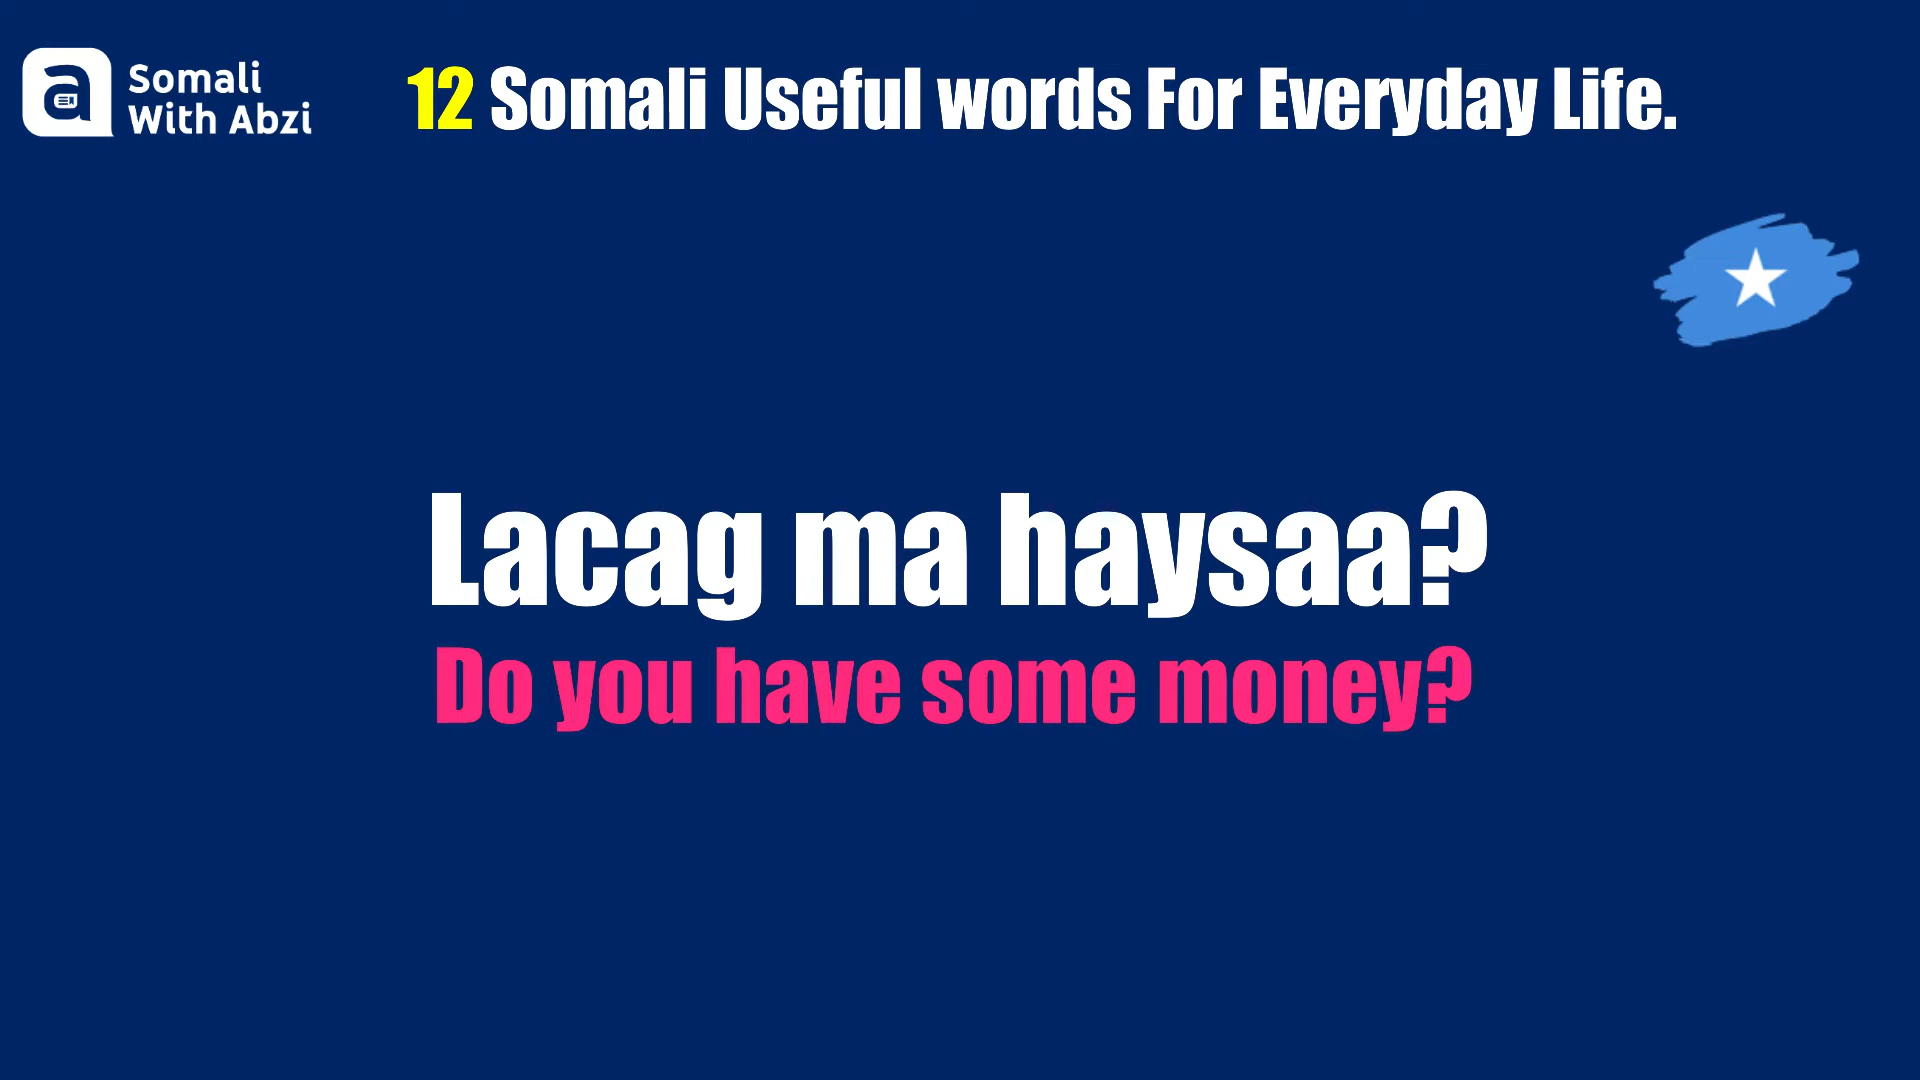 Somali
With Abzi
12 Somali Useful words For Everyday Life.
Lacag ma haysaa?
Do you have some money?